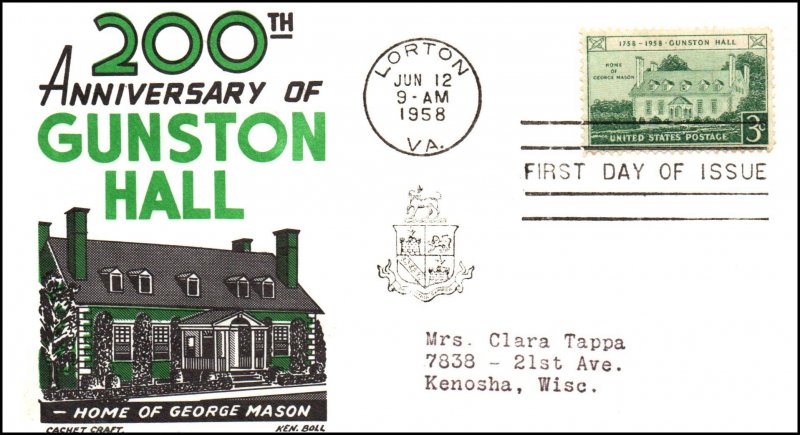 200TH
ANNIVERSARY OF
GUNSTON
HALL
— HOME OF GEORGE MASON
CACHET CRAFT.
KEN. BOLL
LORTON
JUN 12
9-AM
1958
VA.
1758-1958-GUNSTON HALL
HOME OF
GEORGE MASON
UNITED STATES POSTAGE
3c
FIRST DAY OF ISSUE
Mrs. Clara Tappa
7838 - 21st Ave.
Kenosha, Wisc.